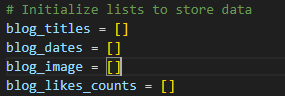 # Initialize lists to store data
blog_titles = []
blog_dates = []
blog_image = []
blog_likes_counts = []